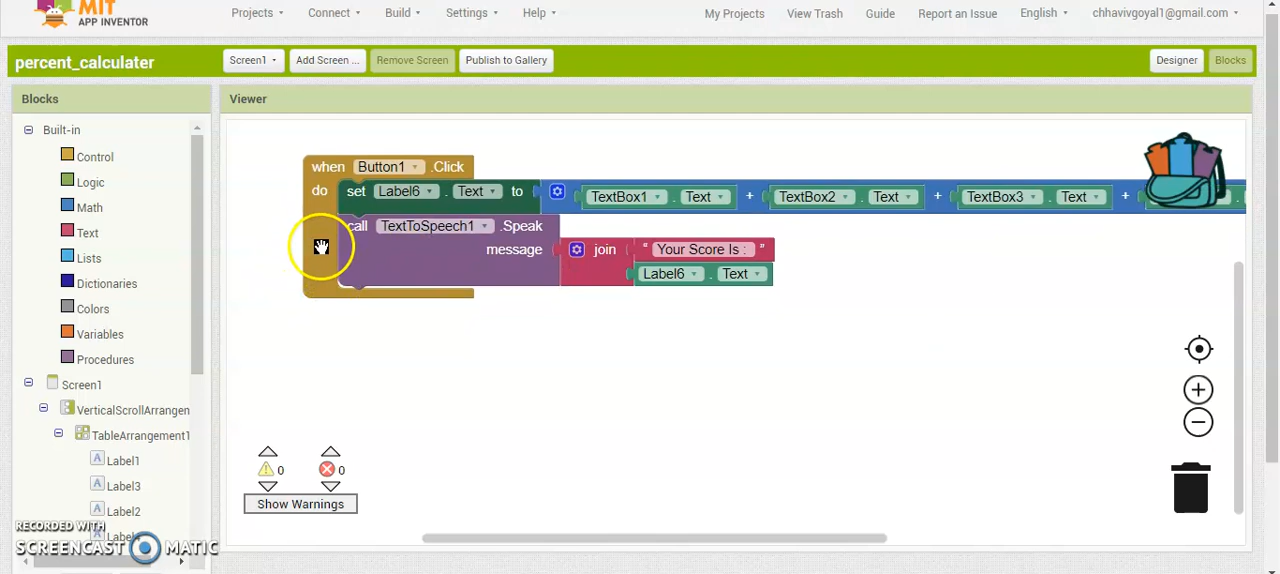 MIT
APP INVENTOR
Projects Connect Build Settings Help My Projects View Trash Guide Report an Issue English chhavivgoyal1@gmail.com
percent_calculater Screen1 Add Screen ... Remove Screen Publish to Gallery Designer Blocks
Blocks Viewer
Built-in
Control
Logic
Math
Text
Lists
Dictionaries
Colors
Variables
Procedures
Screen1
VerticalScrollArrangem
TableArrangement1
A Label1
A Label3
A Label2
when Button1 .Click
do set Label6 . Text to TextBox1 . Text + TextBox2 . Text + TextBox3 . Text +
call TextToSpeech1 .Speak
message join “ Your Score Is : ”
Label6 . Text
0 0
Show Warnings
RECORDED WITH
SCREENCAST MATIC